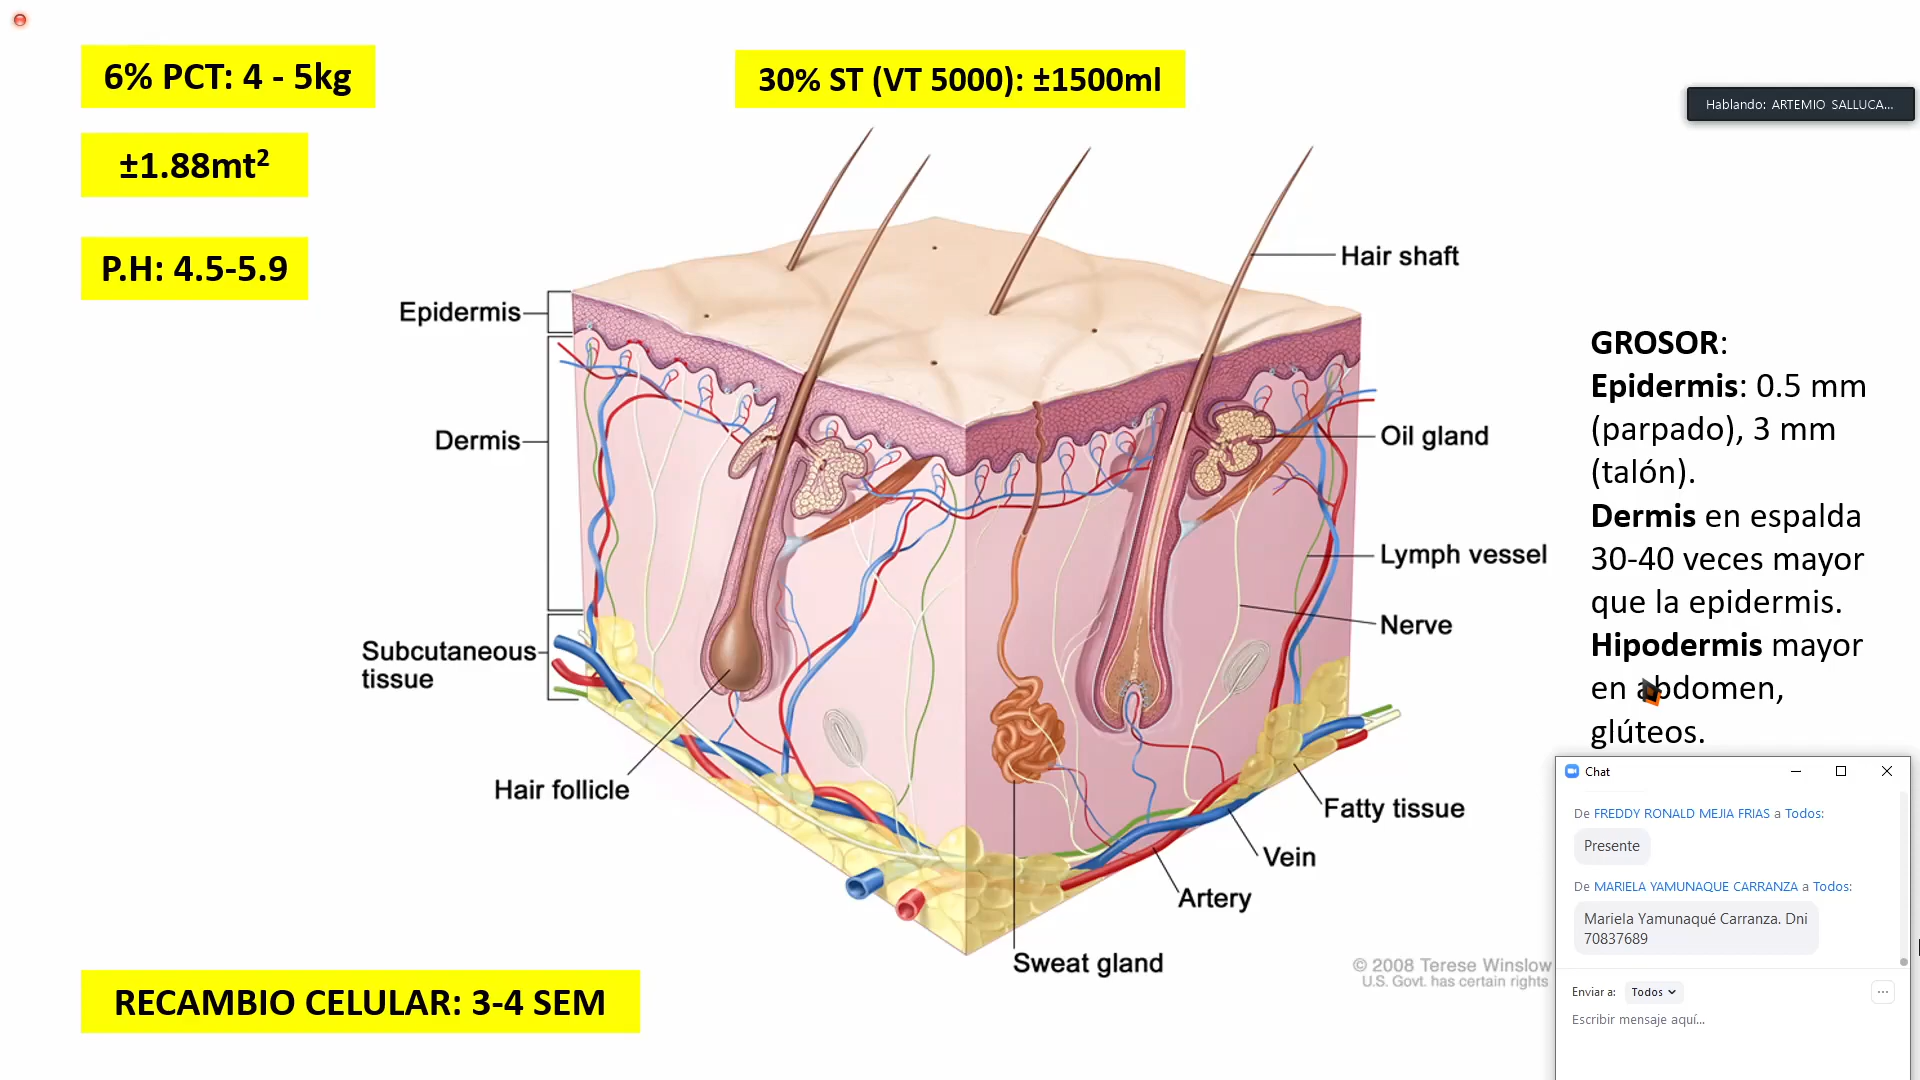 6% PCT: 4 - 5kg
30% ST (VT 5000): ±1500ml
Hablando: ARTEMIO SALLUCA...
±1.88mt²
P.H: 4.5-5.9
Hair shaft
Epidermis
GROSOR:
Epidermis: 0.5 mm
(parpado), 3 mm
(talón).
Dermis en espalda
30-40 veces mayor
que la epidermis.
Hipodermis mayor
en abdomen,
glúteos.
Dermis
Oil gland
Lymph vessel
Nerve
Subcutaneous
tissue
Hair follicle
Fatty tissue
Vein
Artery
Sweat gland
© 2008 Terese Winslow
U.S. Govt. has certain rights
RECAMBIO CELULAR: 3-4 SEM
Chat
De FREDDY RONALD MEJIA FRIAS a Todos:
Presente
De MARIELA YAMUNAQUE CARRANZA a Todos:
Mariela Yamunaqué Carranza. Dni
70837689
Enviar a: Todos
Escribir mensaje aquí...